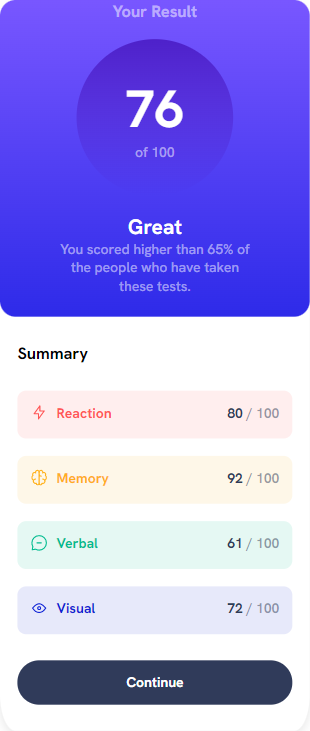 Your Result
76
of 100
Great
You scored higher than 65% of
the people who have taken
these tests.
Summary
Reaction 80 / 100
Memory 92 / 100
Verbal 61 / 100
Visual 72 / 100
Continue